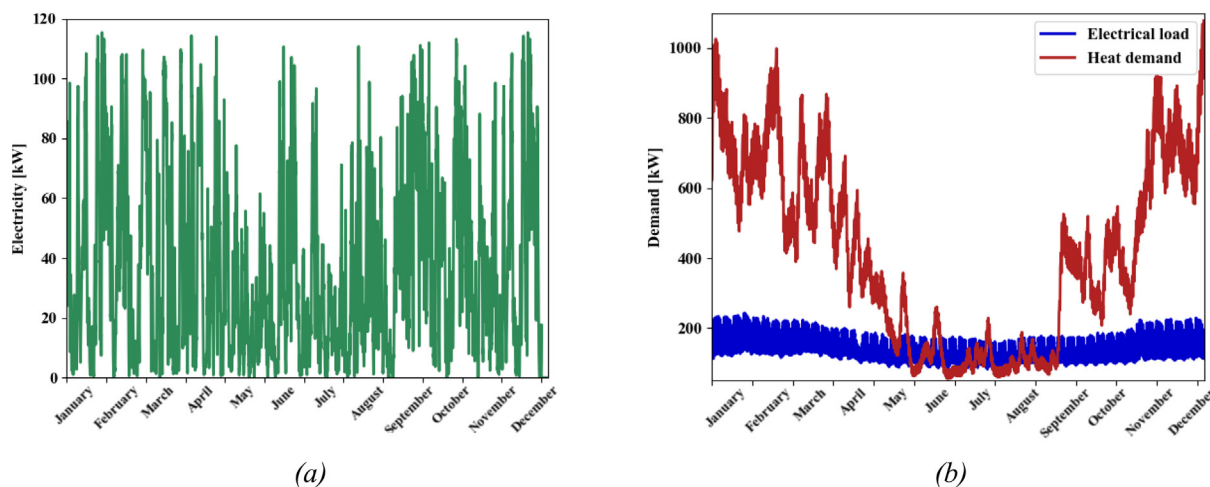 120
100
80
60
40
20
0
Electricity [kW]
January
February
March
April
May
June
July
August
September
October
November
December
(a)
Electrical load
Heat demand
1000
800
600
400
200
Demand [kW]
January
February
March
April
May
June
July
August
September
October
November
December
(b)